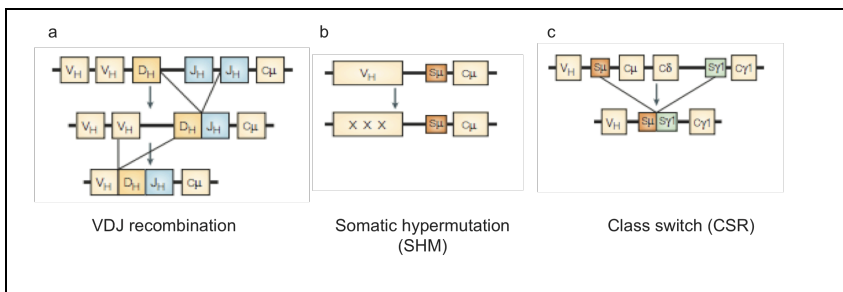 a
VH VH DH JH JH Cμ
VH VH DH JH Cμ
VH DH JH Cμ
VDJ recombination
b
VH Sμ Cμ
X X X Sμ Cμ
Somatic hypermutation
(SHM)
c
VH Sμ Cμ Cδ Sγ1 Cγ1
VH Sμ Sγ1 Cγ1
Class switch (CSR)